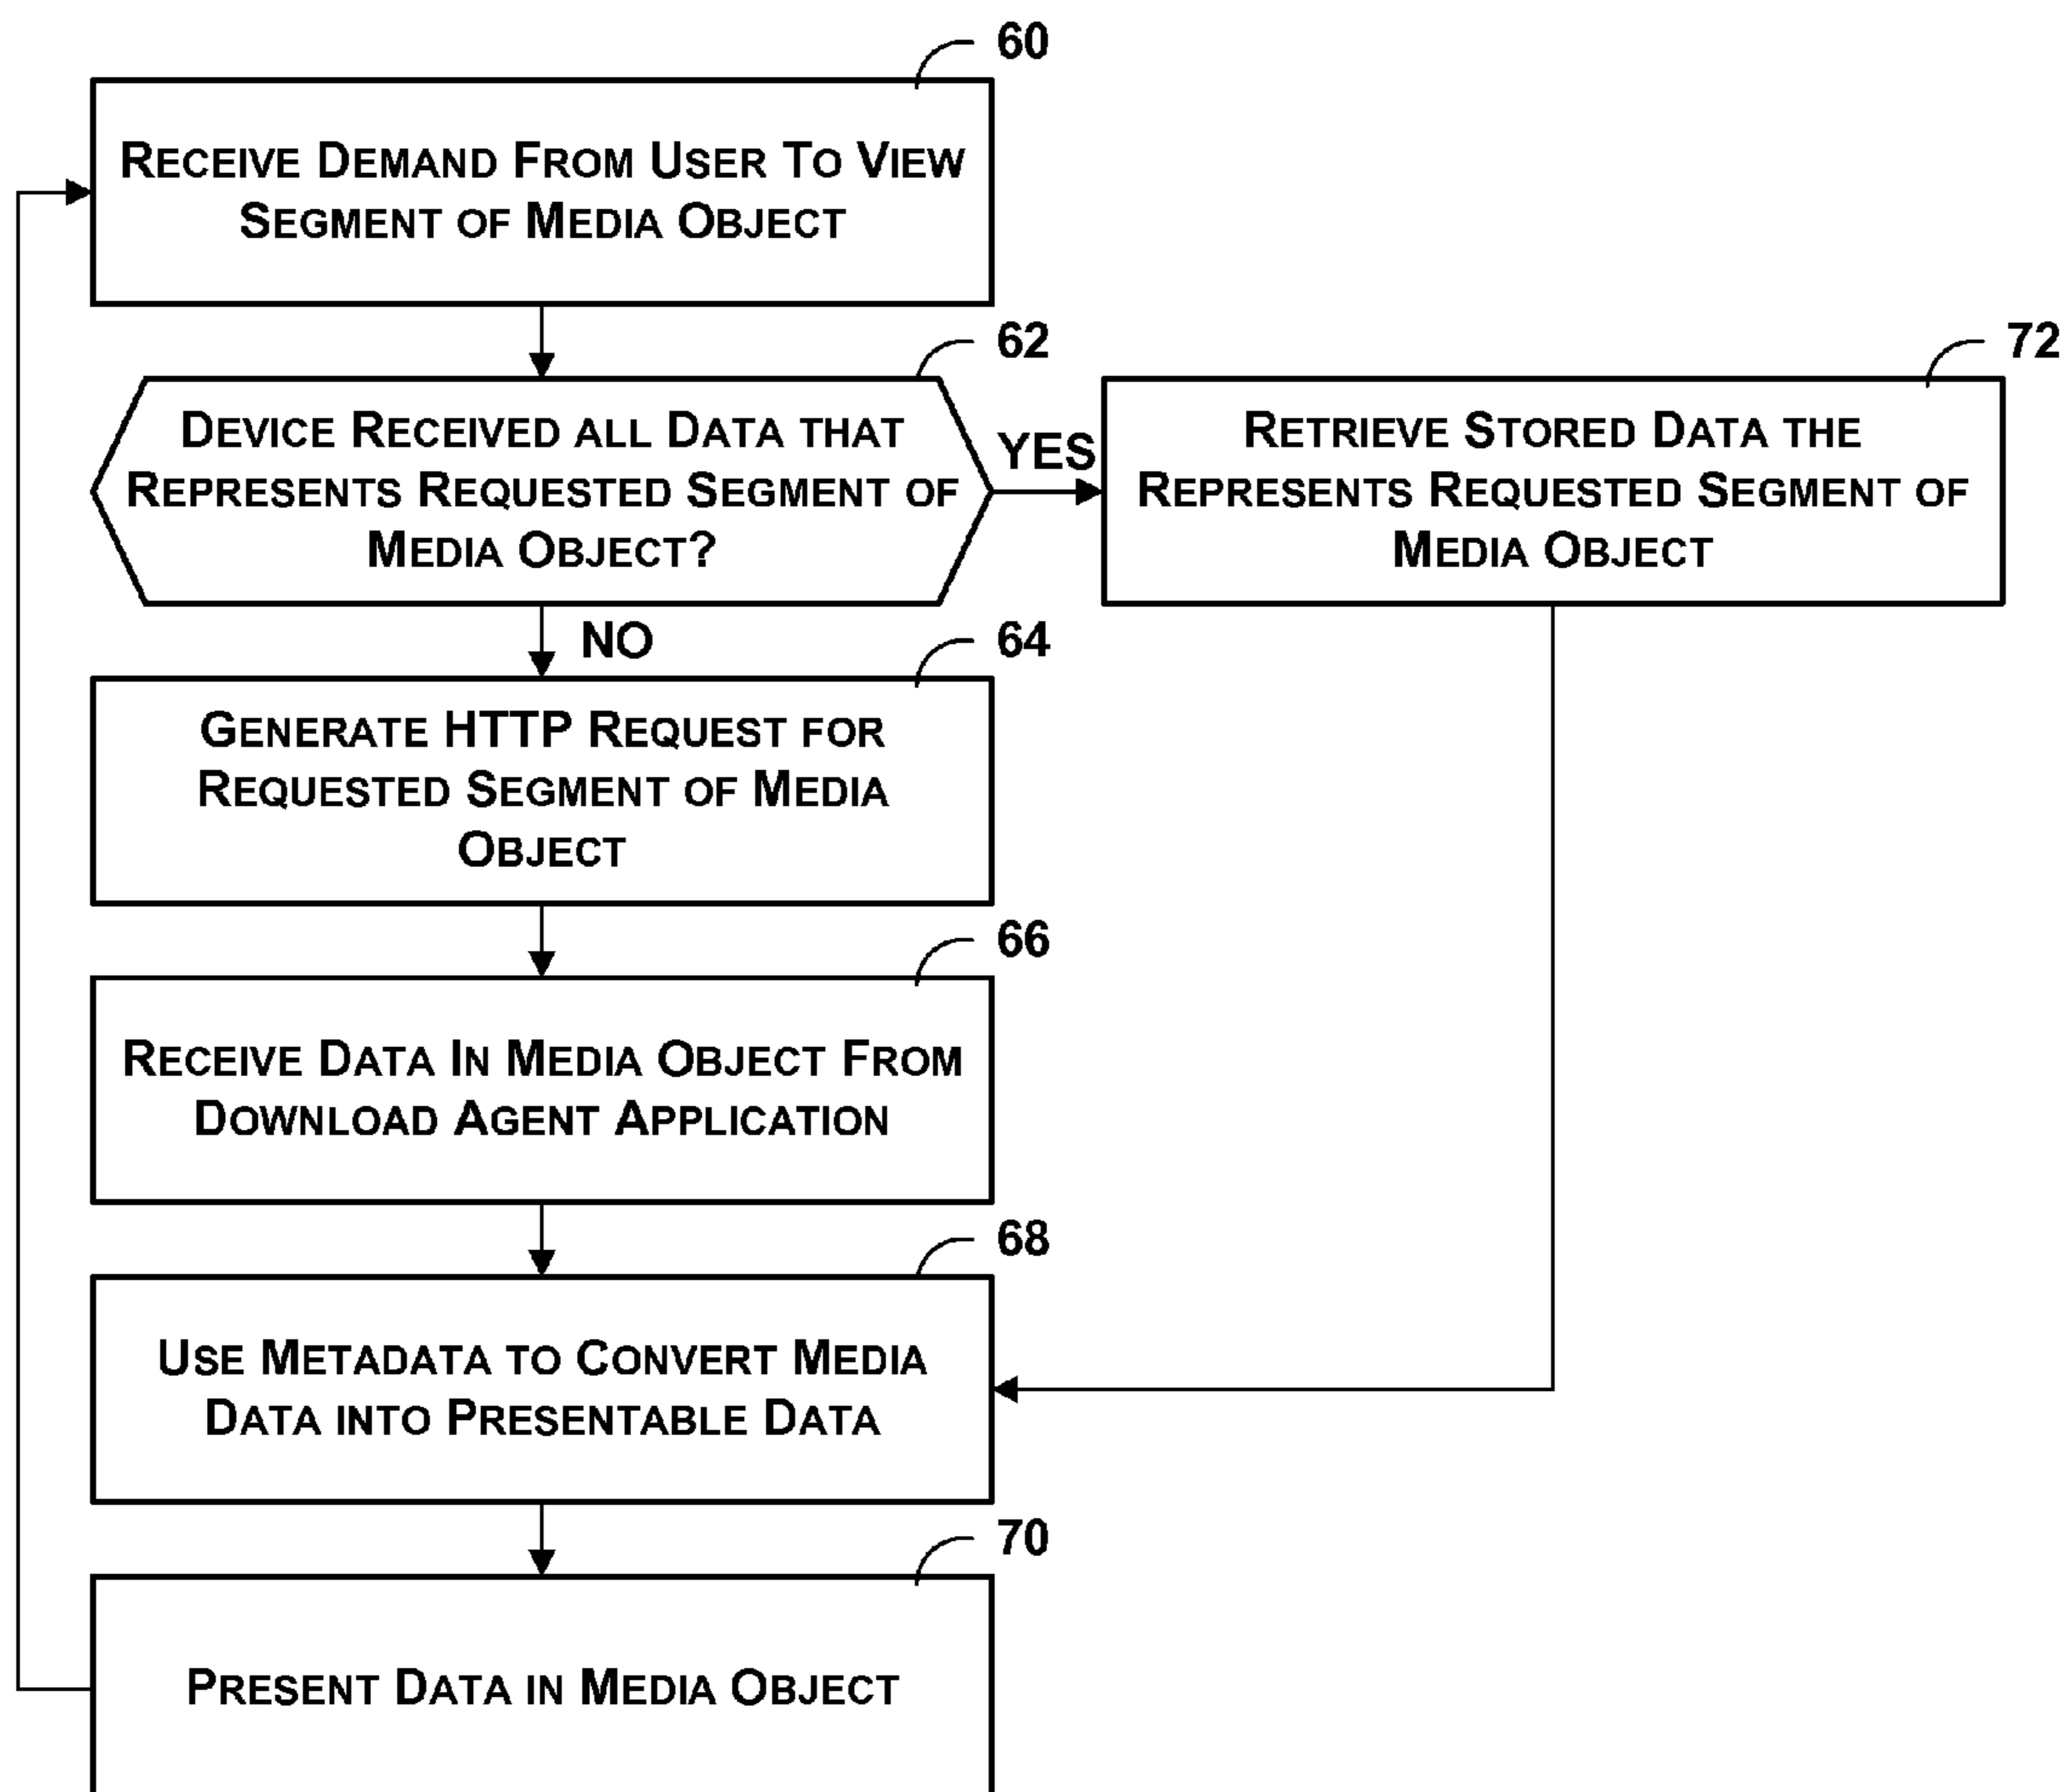 60
RECEIVE DEMAND FROM USER TO VIEW
SEGMENT OF MEDIA OBJECT
62
DEVICE RECEIVED ALL DATA THAT
REPRESENTS REQUESTED SEGMENT OF
MEDIA OBJECT?
YES
72
RETRIEVE STORED DATA THE
REPRESENTS REQUESTED SEGMENT OF
MEDIA OBJECT
NO
64
GENERATE HTTP REQUEST FOR
REQUESTED SEGMENT OF MEDIA
OBJECT
66
RECEIVE DATA IN MEDIA OBJECT FROM
DOWNLOAD AGENT APPLICATION
68
USE METADATA TO CONVERT MEDIA
DATA INTO PRESENTABLE DATA
70
PRESENT DATA IN MEDIA OBJECT